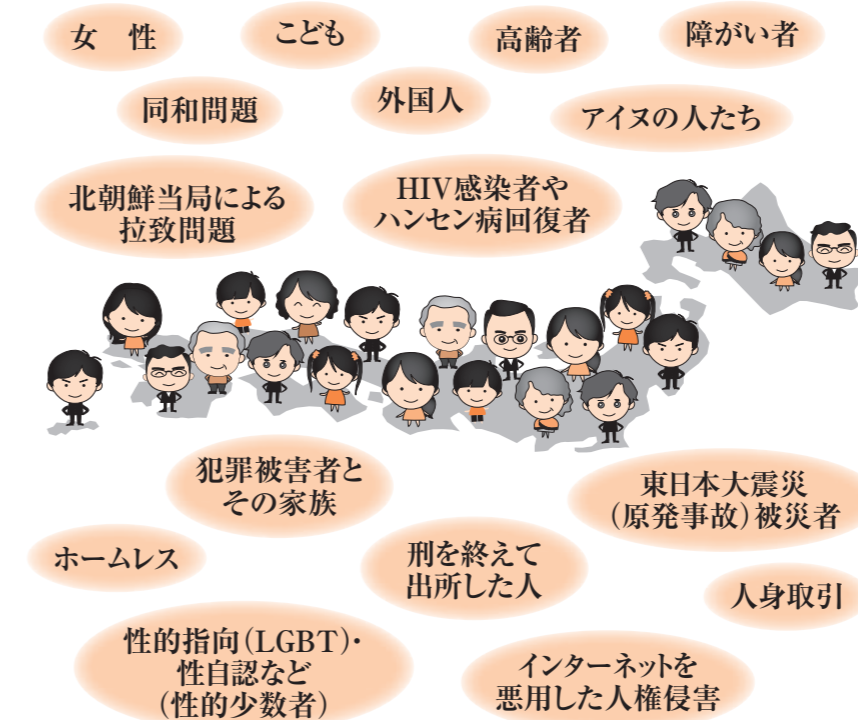 女　性
こども
高齢者
障がい者
同和問題
外国人
アイヌの人たち
北朝鮮当局による
拉致問題
HIV感染者や
ハンセン病回復者
犯罪被害者と
その家族
東日本大震災
（原発事故）被災者
ホームレス
刑を終えて
出所した人
人身取引
性的指向（LGBT）・
性自認など
（性的少数者）
インターネットを
悪用した人権侵害